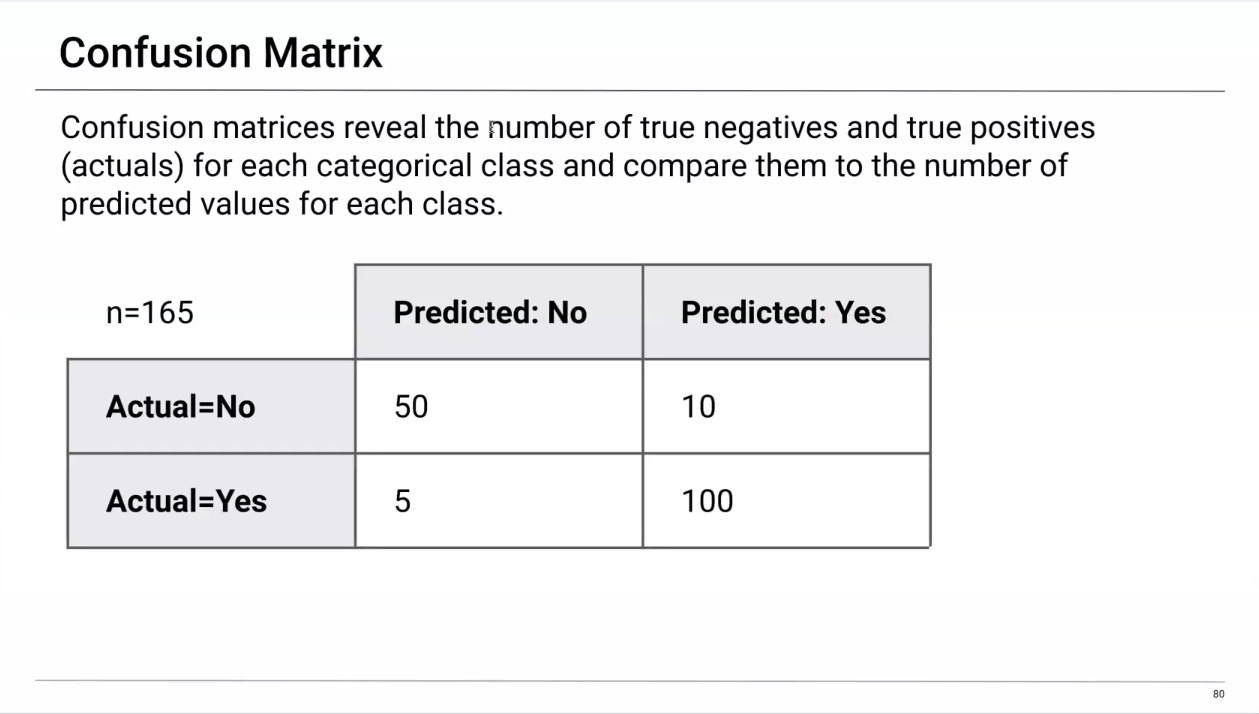 Confusion Matrix
Confusion matrices reveal the number of true negatives and true positives
(actuals) for each categorical class and compare them to the number of
predicted values for each class.
n=165 Predicted: No Predicted: Yes
Actual=No 50 10
Actual=Yes 5 100
80